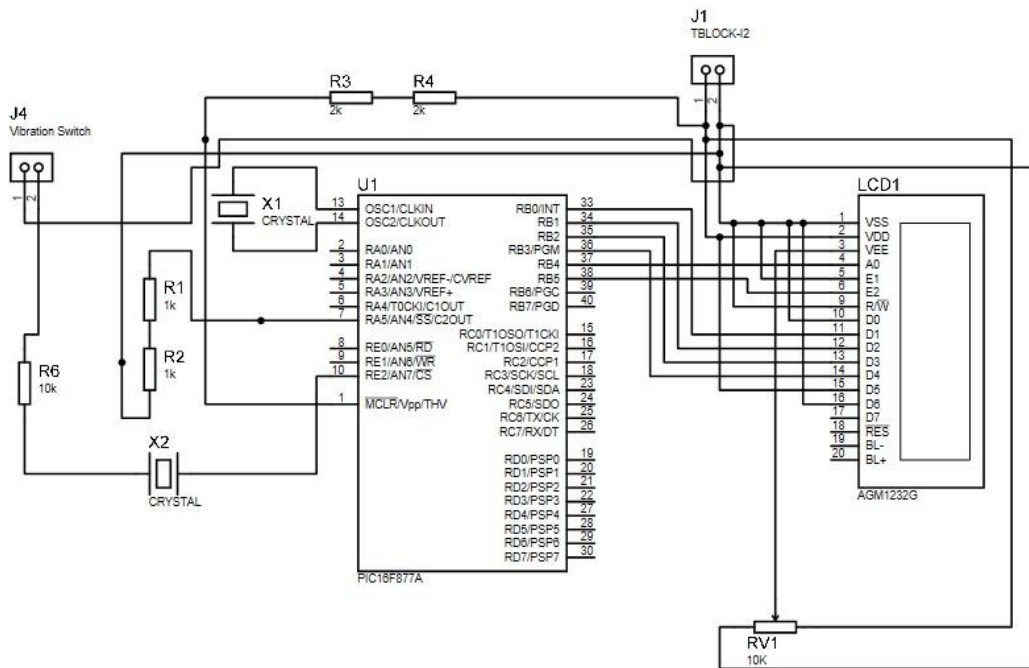 J1
TBLOCK-I2
1
2
R3
2k
R4
2k
J4
Vibration Switch
1
2
X1
CRYSTAL
R1
1k
R2
1k
R6
10k
X2
CRYSTAL
U1
13 OSC1/CLKIN
14 OSC2/CLKOUT
2 RA0/AN0
3 RA1/AN1
4 RA2/AN2/VREF-/CVREF
5 RA3/AN3/VREF+
6 RA4/T0CKI/C1OUT
7 RA5/AN4/SS/C2OUT
8 RE0/AN5/RD
9 RE1/AN6/WR
10 RE2/AN7/CS
1 MCLR/Vpp/THV
RB0/INT 33
RB1 34
RB2 35
RB3/PGM 36
RB4 37
RB5 38
RB6/PGC 39
RB7/PGD 40
RC0/T1OSO/T1CKI 15
RC1/T1OSI/CCP2 16
RC2/CCP1 17
RC3/SCK/SCL 18
RC4/SDI/SDA 23
RC5/SDO 24
RC6/TX/CK 25
RC7/RX/DT 26
RD0/PSP0 19
RD1/PSP1 20
RD2/PSP2 21
RD3/PSP3 22
RD4/PSP4 27
RD5/PSP5 28
RD6/PSP6 29
RD7/PSP7 30
PIC16F877A
LCD1
1 VSS
2 VDD
3 VEE
4 A0
5 E1
6 E2
9 R/W
10 D0
11 D1
12 D2
13 D3
14 D4
15 D5
16 D6
17 D7
18 RES
19 BL-
20 BL+
AGM1232G
RV1
10K